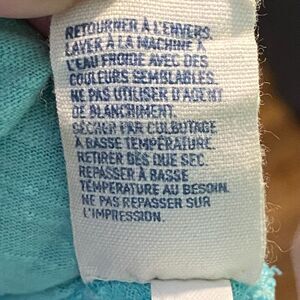 RETOURNER À L'ENVERS.
LAVER À LA MACHINE À
L'EAU FROIDE AVEC DES
COULEURS SEMBLABLES.
NE PAS UTILISER D'AGENT
DE BLANCHIMENT.
SÉCHER PAR CULBUTAGE
À BASSE TEMPÉRATURE.
RETIRER DÈS QUE SEC.
REPASSER À BASSE
TEMPÉRATURE AU BESOIN.
NE PAS REPASSER SUR
L'IMPRESSION.